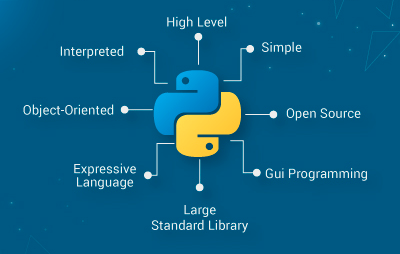 High Level
Interpreted
Simple
Object-Oriented
Open Source
Expressive
Language
Gui Programming
Large
Standard Library